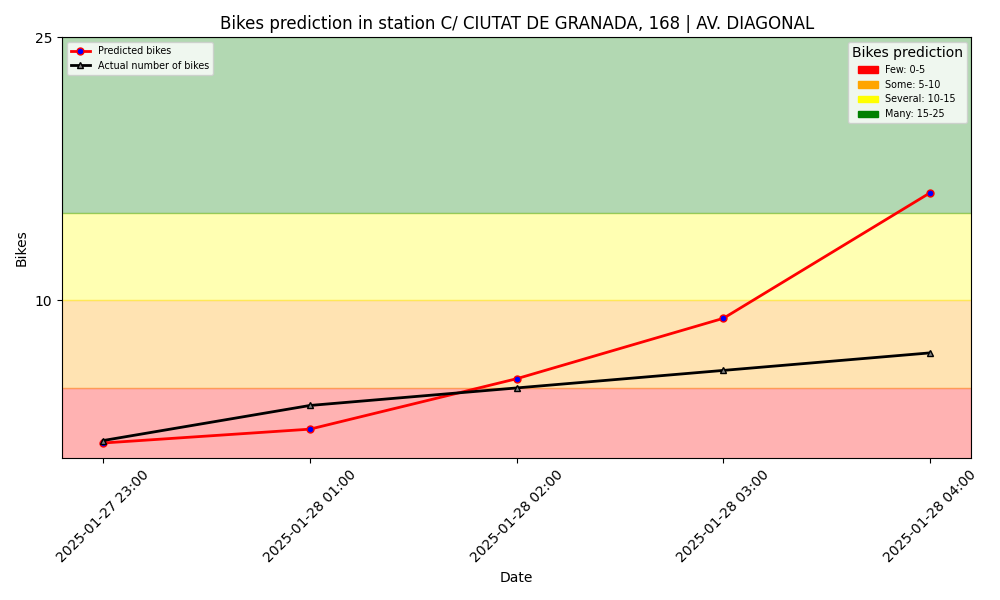 Bikes prediction in station C/ CIUTAT DE GRANADA, 168 | AV. DIAGONAL
25
10
Bikes
Predicted bikes
Actual number of bikes
Bikes prediction
Few: 0-5
Some: 5-10
Several: 10-15
Many: 15-25
2025-01-27 23:00
2025-01-28 01:00
2025-01-28 02:00
2025-01-28 03:00
2025-01-28 04:00
Date